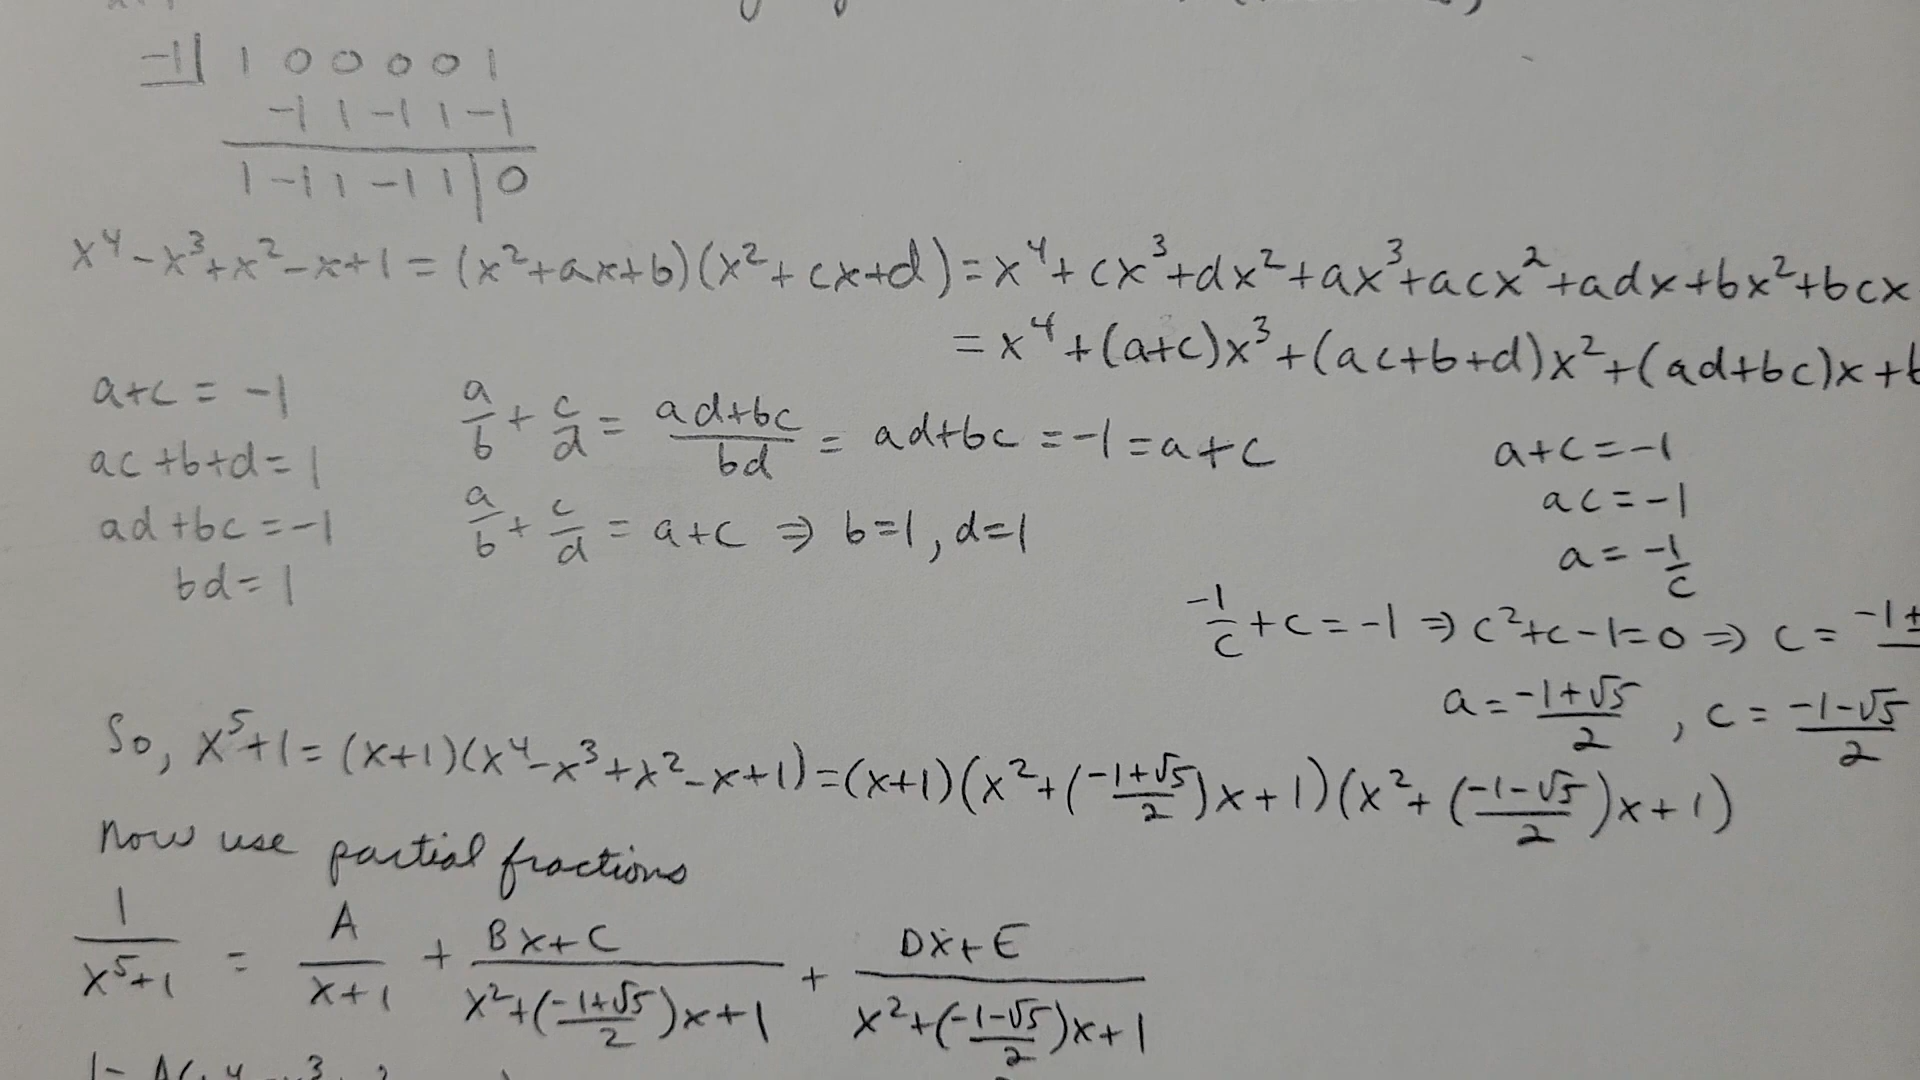 -1| 1 0 0 0 0 1
-1 1 -1 1 -1
1 -1 1 -1 1 | 0
x⁴-x³+x²-x+1 = (x²+ax+b)(x²+cx+d) = x⁴+cx³+dx²+ax³+acx²+adx+bx²+bcx
= x⁴+(a+c)x³+(ac+b+d)x²+(ad+bc)x+b
a+c = -1
ac+b+d = 1
ad+bc = -1
bd = 1
a/b + c/d = (ad+bc)/bd = ad+bc = -1 = a+c
a/b + c/d = a+c ⇒ b=1, d=1
a+c = -1
ac = -1
a = -1/c
-1/c + c = -1 ⇒ c²+c-1=0 ⇒ c = -1±
a = (-1+√5)/2 , c = (-1-√5)/2
So, x⁵+1 = (x+1)(x⁴-x³+x²-x+1) = (x+1)(x²+((-1+√5)/2)x+1)(x²+((-1-√5)/2)x+1)
Now use partial fractions
1/(x⁵+1) = A/(x+1) + (Bx+C)/(x²+((-1+√5)/2)x+1) + (Dx+E)/(x²+((-1-√5)/2)x+1)